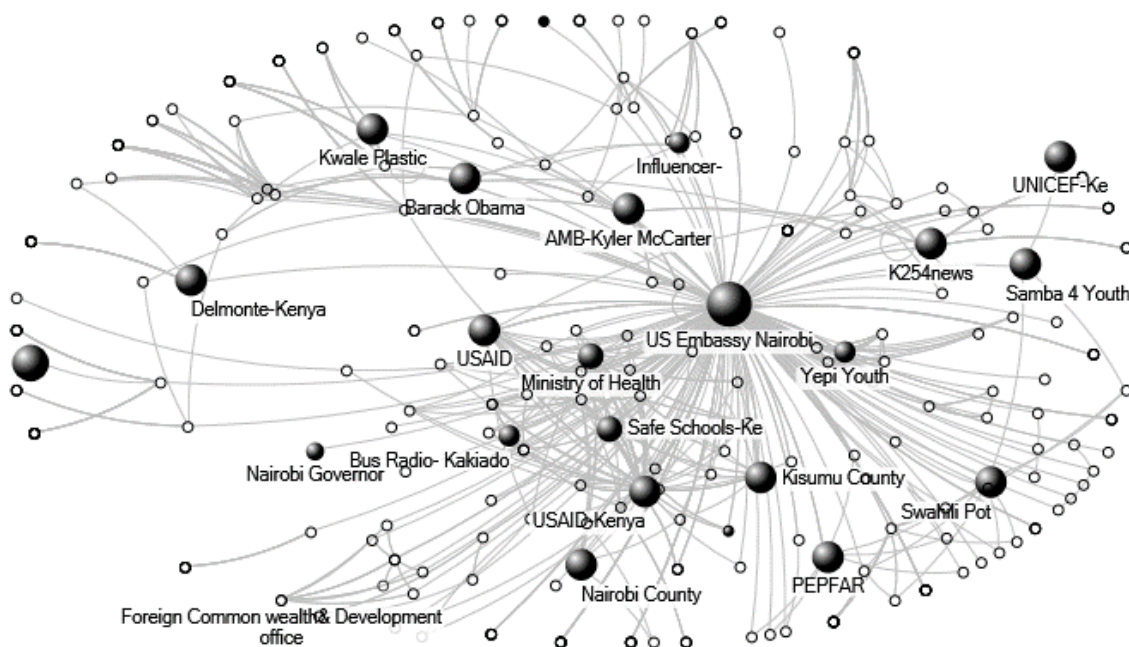 Kwale Plastic
Influencer-
UNICEF-Ke
Barack Obama
AMB-Kyler McCarter
K254news
Samba 4 Youth
Delmonte-Kenya
US Embassy Nairobi
USAID
Yepi Youth
Ministry of Health
Safe Schools-Ke
Bus Radio- Kakiado
Nairobi Governor
Kisumu County
Swahili Pot
USAID-Kenya
PEPFAR
Nairobi County
Foreign Common wealth& Development
office